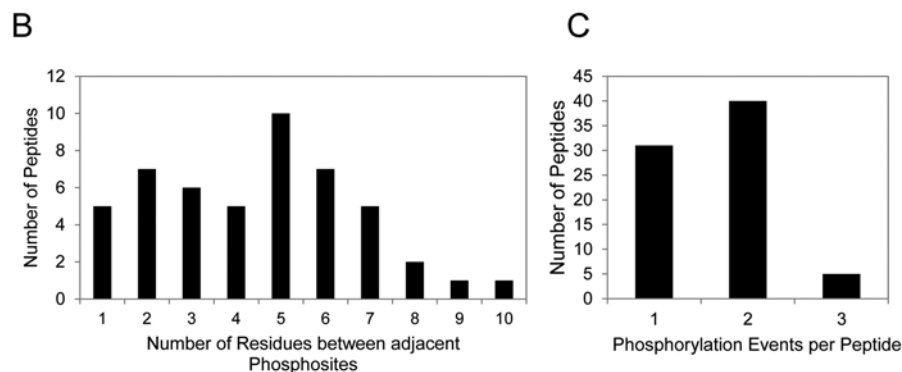 B
12
10
8
6
4
2
0
Number of Peptides
1 2 3 4 5 6 7 8 9 10
Number of Residues between adjacent
Phosphosites
C
45
40
35
30
25
20
15
10
5
0
Number of Peptides
1 2 3
Phosphorylation Events per Peptide